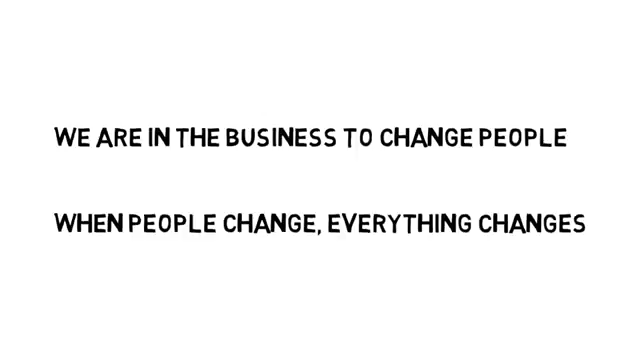 WE ARE IN THE BUSINESS TO CHANGE PEOPLE
WHEN PEOPLE CHANGE, EVERYTHING CHANGES